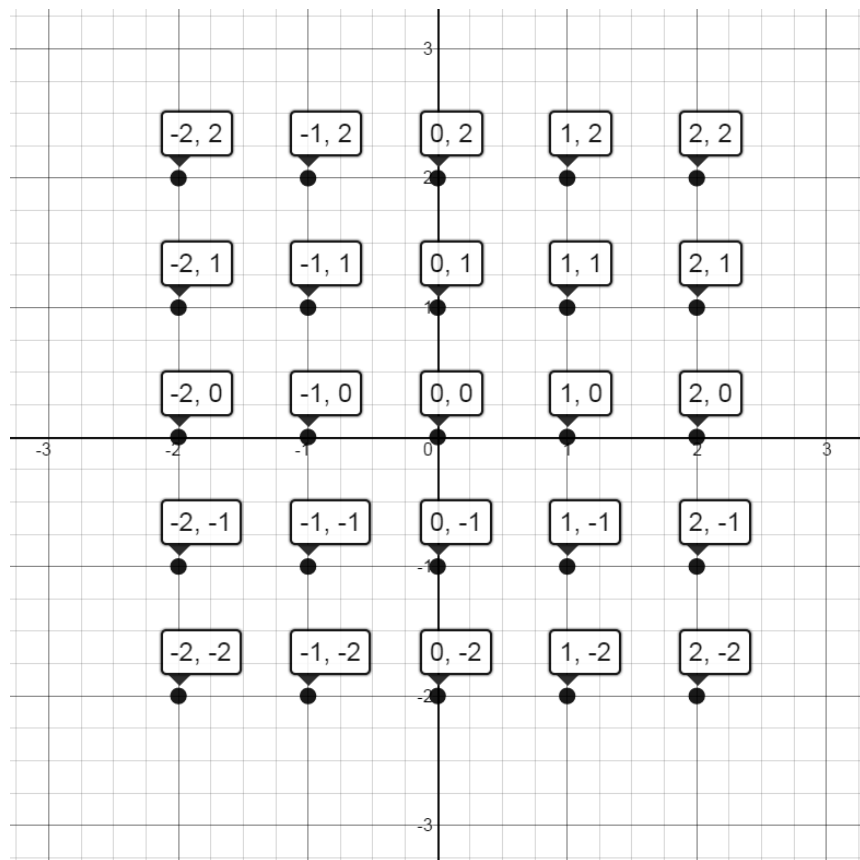 3
-2, 2 -1, 2 0, 2 1, 2 2, 2
2
-2, 1 -1, 1 0, 1 1, 1 2, 1
1
-2, 0 -1, 0 0, 0 1, 0 2, 0
-3 -2 -1 0 1 2 3
-2, -1 -1, -1 0, -1 1, -1 2, -1
-1
-2, -2 -1, -2 0, -2 1, -2 2, -2
-2
-3